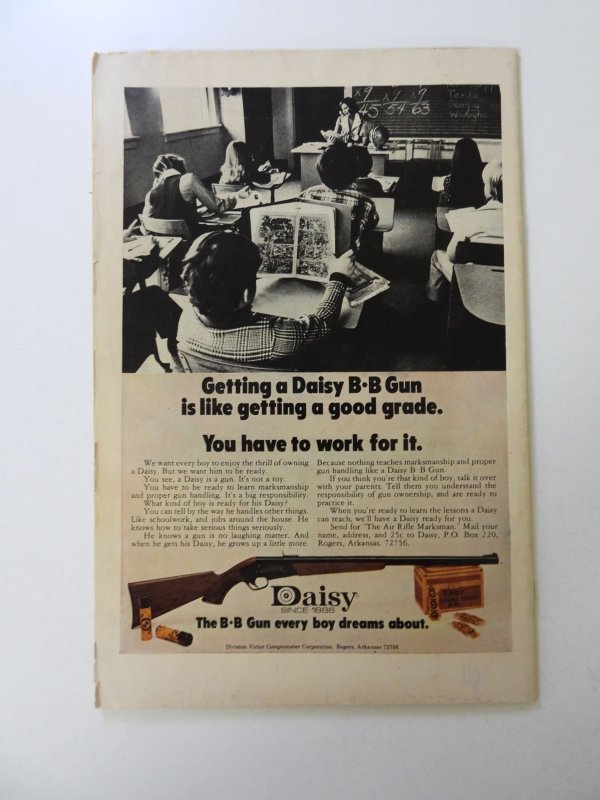 x9 x9 x9
45 54 63
Getting a Daisy B·B Gun
is like getting a good grade.
You have to work for it.
We want every boy to enjoy the thrill of owning
a Daisy. But we want him to be ready.
You see, a Daisy is a gun. It's not a toy.
You have to be ready to learn marksmanship
and proper gun handling. It's a big responsibility.
What kind of boy is ready for his Daisy?
You can tell by the way he handles other things.
Like schoolwork, and jobs around the house. He
knows how to take serious things seriously.
He knows a gun is no laughing matter. And
when he gets his Daisy, he grows up a little more.
Because nothing teaches marksmanship and proper
gun handling like a Daisy B·B Gun.
If you think you're that kind of boy, talk it over
with your parents. Tell them you understand the
responsibility of gun ownership, and are ready to
practice it.
When you're ready to learn the lessons a Daisy
can teach, we'll have a Daisy ready for you.
Send for "The Air Rifle Marksman." Mail your
name, address, and 25c to Daisy, P.O. Box 220,
Rogers, Arkansas. 72756.
Daisy
SINCE 1886
The B·B Gun every boy dreams about.
Division Victor Comptometer Corporation. Rogers, Arkansas 72756